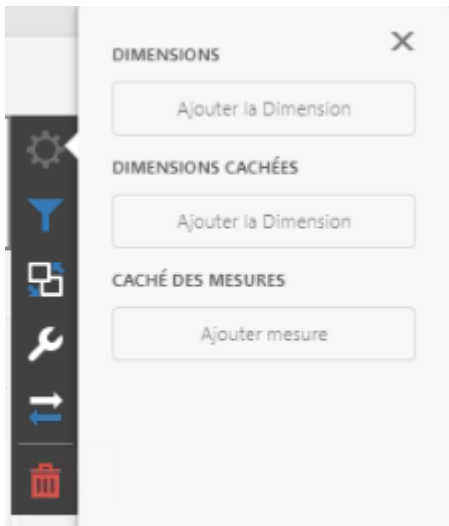 DIMENSIONS
Ajouter la Dimension
DIMENSIONS CACHÉES
Ajouter la Dimension
CACHÉ DES MESURES
Ajouter mesure